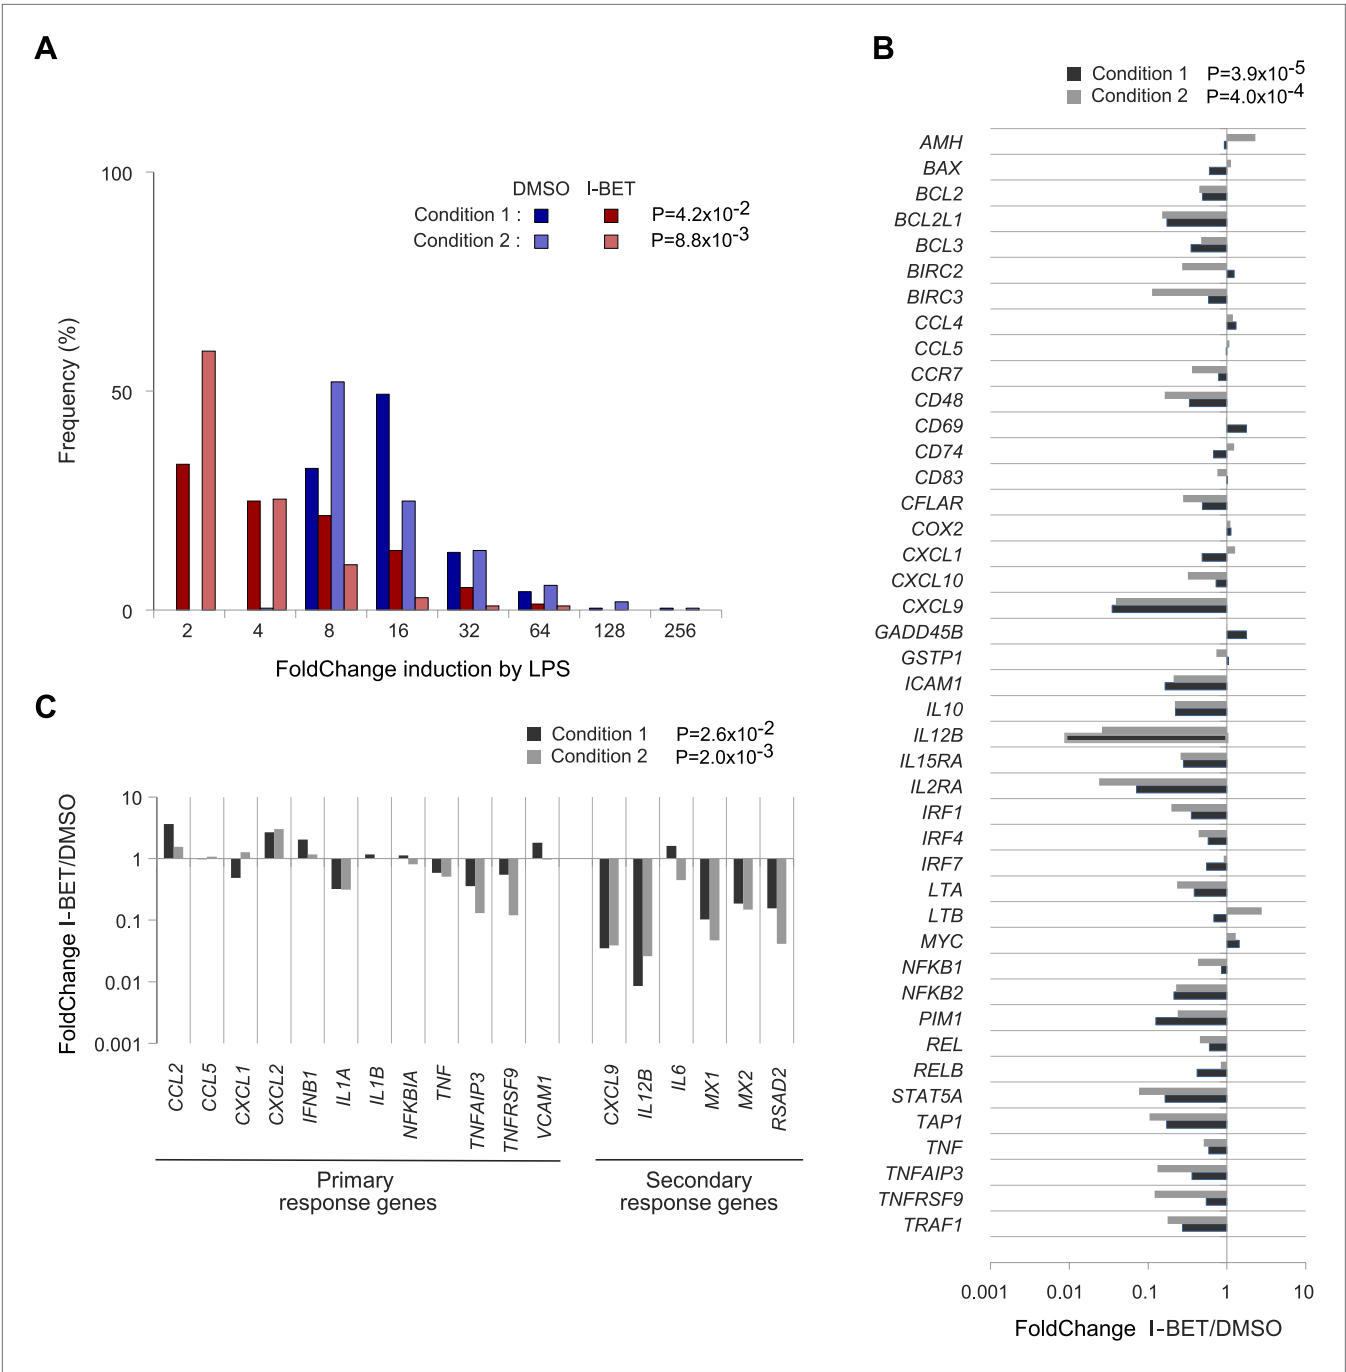 A
100
50
0
Frequency (%)
DMSO I-BET
Condition 1 : P=4.2x10-2
Condition 2 : P=8.8x10-3
2 4 8 16 32 64 128 256
FoldChange induction by LPS
B
Condition 1 P=3.9x10-5
Condition 2 P=4.0x10-4
AMH
BAX
BCL2
BCL2L1
BCL3
BIRC2
BIRC3
CCL4
CCL5
CCR7
CD48
CD69
CD74
CD83
CFLAR
COX2
CXCL1
CXCL10
CXCL9
GADD45B
GSTP1
ICAM1
IL10
IL12B
IL15RA
IL2RA
IRF1
IRF4
IRF7
LTA
LTB
MYC
NFKB1
NFKB2
PIM1
REL
RELB
STAT5A
TAP1
TNF
TNFAIP3
TNFRSF9
TRAF1
0.001 0.01 0.1 1 10
FoldChange I-BET/DMSO
C
Condition 1 P=2.6x10-2
Condition 2 P=2.0x10-3
FoldChange I-BET/DMSO
10
1
0.1
0.01
0.001
CCL2
CCL5
CXCL1
CXCL2
IFNB1
IL1A
IL1B
NFKBIA
TNF
TNFAIP3
TNFRSF9
VCAM1
CXCL9
IL12B
IL6
MX1
MX2
RSAD2
Primary
response genes
Secondary
response genes